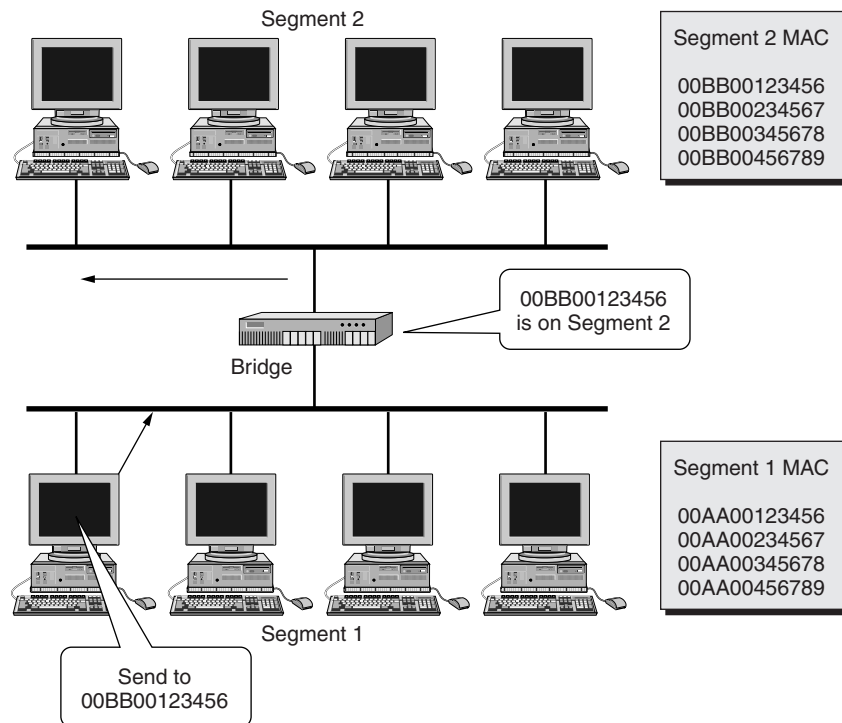 Segment 2
Segment 2 MAC
00BB00123456
00BB00234567
00BB00345678
00BB00456789
00BB00123456
is on Segment 2
Bridge
Segment 1 MAC
00AA00123456
00AA00234567
00AA00345678
00AA00456789
Segment 1
Send to
00BB00123456